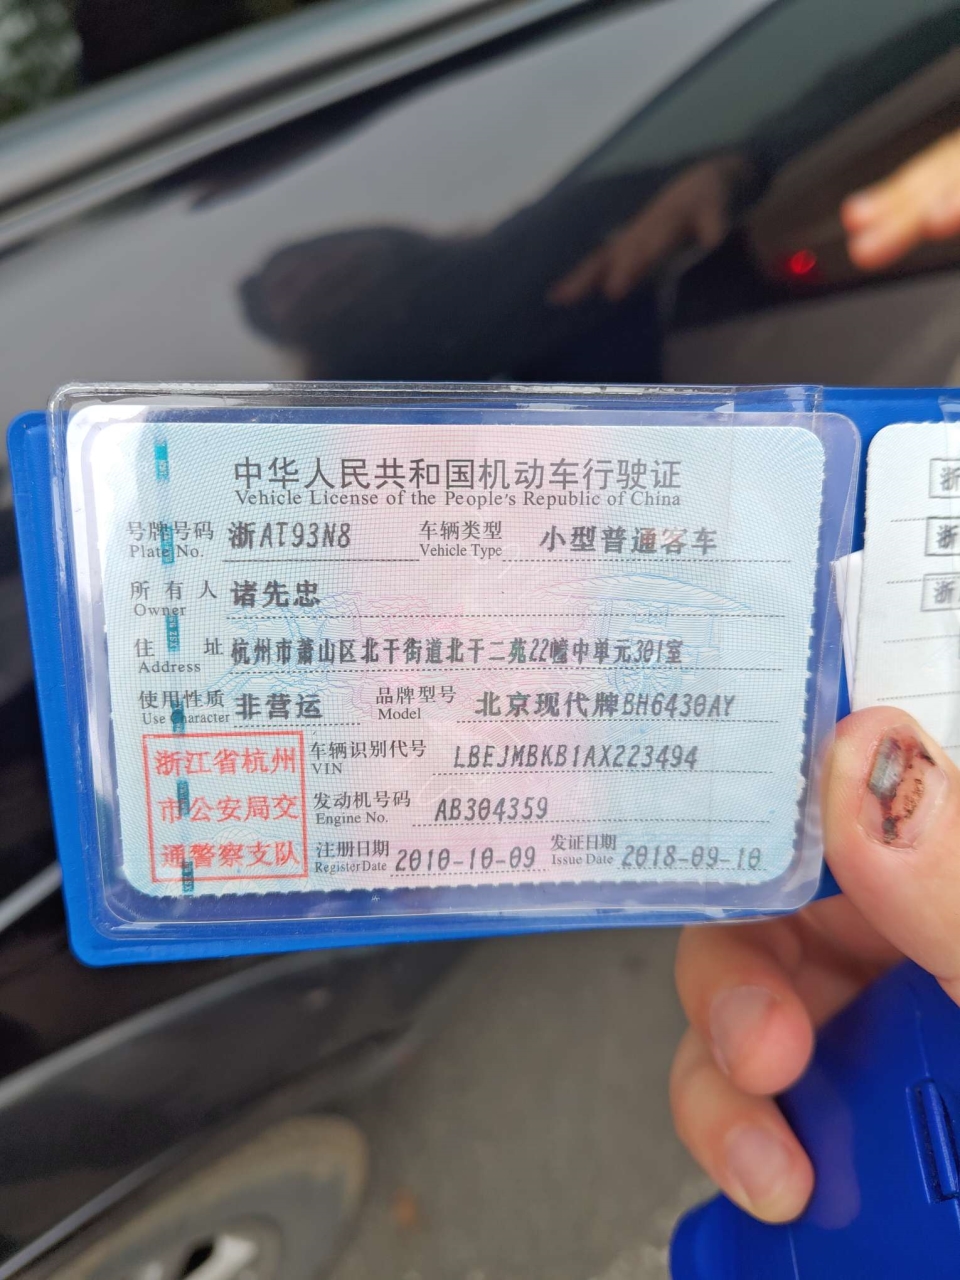 中华人民共和国机动车行驶证
Vehicle License of the People's Republic of China
号牌号码 浙AT93N8 车辆类型 小型普通客车
Plate No. Vehicle Type
所有人 诸先忠
Owner
住址 杭州市萧山区北干街道北干二苑22幢中单元301室
Address
使用性质 非营运 品牌型号 北京现代牌BH6430AY
Use Character Model
浙江省杭州
市公安局交
通警察支队
车辆识别代号 LBEJMBKB1AX223494
VIN
发动机号码 AB304359
Engine No.
注册日期 2010-10-09 发证日期 2018-09-10
Register Date Issue Date
浙
浙
浙